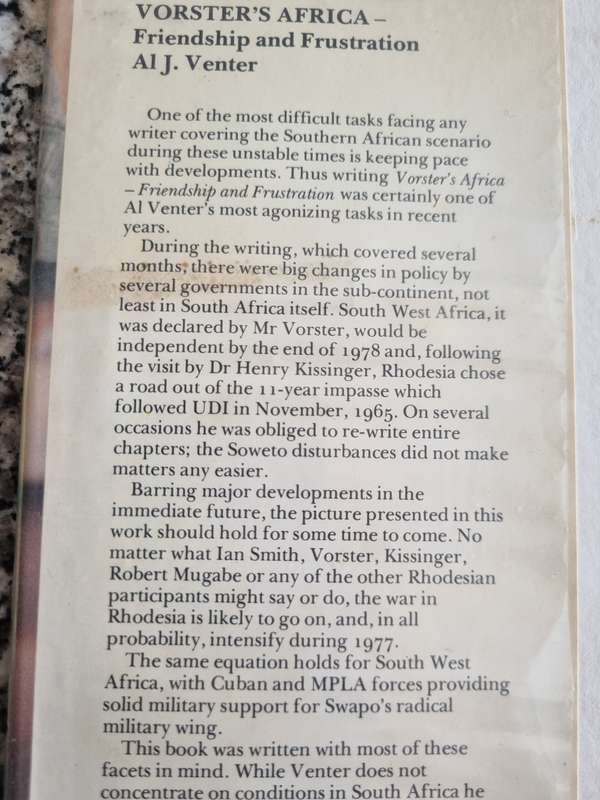 VORSTER'S AFRICA –
Friendship and Frustration
Al J. Venter
One of the most difficult tasks facing any
writer covering the Southern African scenario
during these unstable times is keeping pace
with developments. Thus writing Vorster's Africa
– Friendship and Frustration was certainly one of
Al Venter's most agonizing tasks in recent
years.
During the writing, which covered several
months, there were big changes in policy by
several governments in the sub-continent, not
least in South Africa itself. South West Africa, it
was declared by Mr Vorster, would be
independent by the end of 1978 and, following
the visit by Dr Henry Kissinger, Rhodesia chose
a road out of the 11-year impasse which
followed UDI in November, 1965. On several
occasions he was obliged to re-write entire
chapters; the Soweto disturbances did not make
matters any easier.
Barring major developments in the
immediate future, the picture presented in this
work should hold for some time to come. No
matter what Ian Smith, Vorster, Kissinger,
Robert Mugabe or any of the other Rhodesian
participants might say or do, the war in
Rhodesia is likely to go on, and, in all
probability, intensify during 1977.
The same equation holds for South West
Africa, with Cuban and MPLA forces providing
solid military support for Swapo's radical
military wing.
This book was written with most of these
facets in mind. While Venter does not
concentrate on conditions in South Africa he